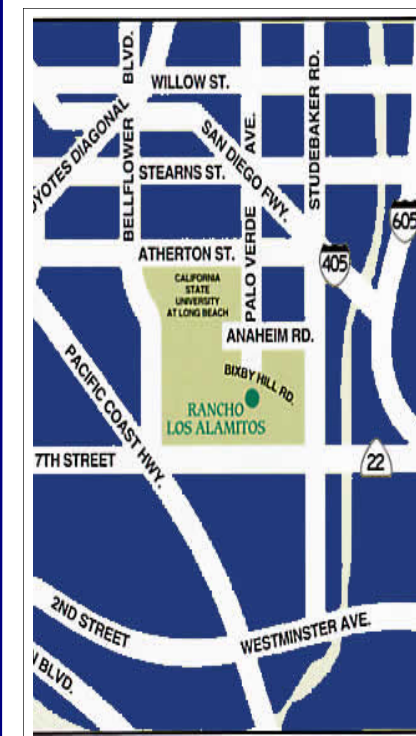 BLVD.
WILLOW ST.
BELLFLOWER
OYOTES DIAGONAL
SAN DIEGO FWY.
AVE.
STUDEBAKER RD.
STEARNS ST.
PALO VERDE
605
ATHERTON ST.
405
CALIFORNIA
STATE
UNIVERSITY
AT LONG BEACH
ANAHEIM RD.
BIXBY HILL RD.
RANCHO
LOS ALAMITOS
PACIFIC COAST HWY.
7TH STREET
22
2ND STREET
WESTMINSTER AVE.
N BLVD.